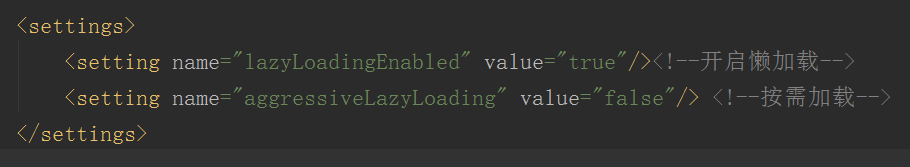 <settings>
<setting name="lazyLoadingEnabled" value="true"/><!--开启懒加载-->
<setting name="aggressiveLazyLoading" value="false"/> <!--按需加载-->
</settings>